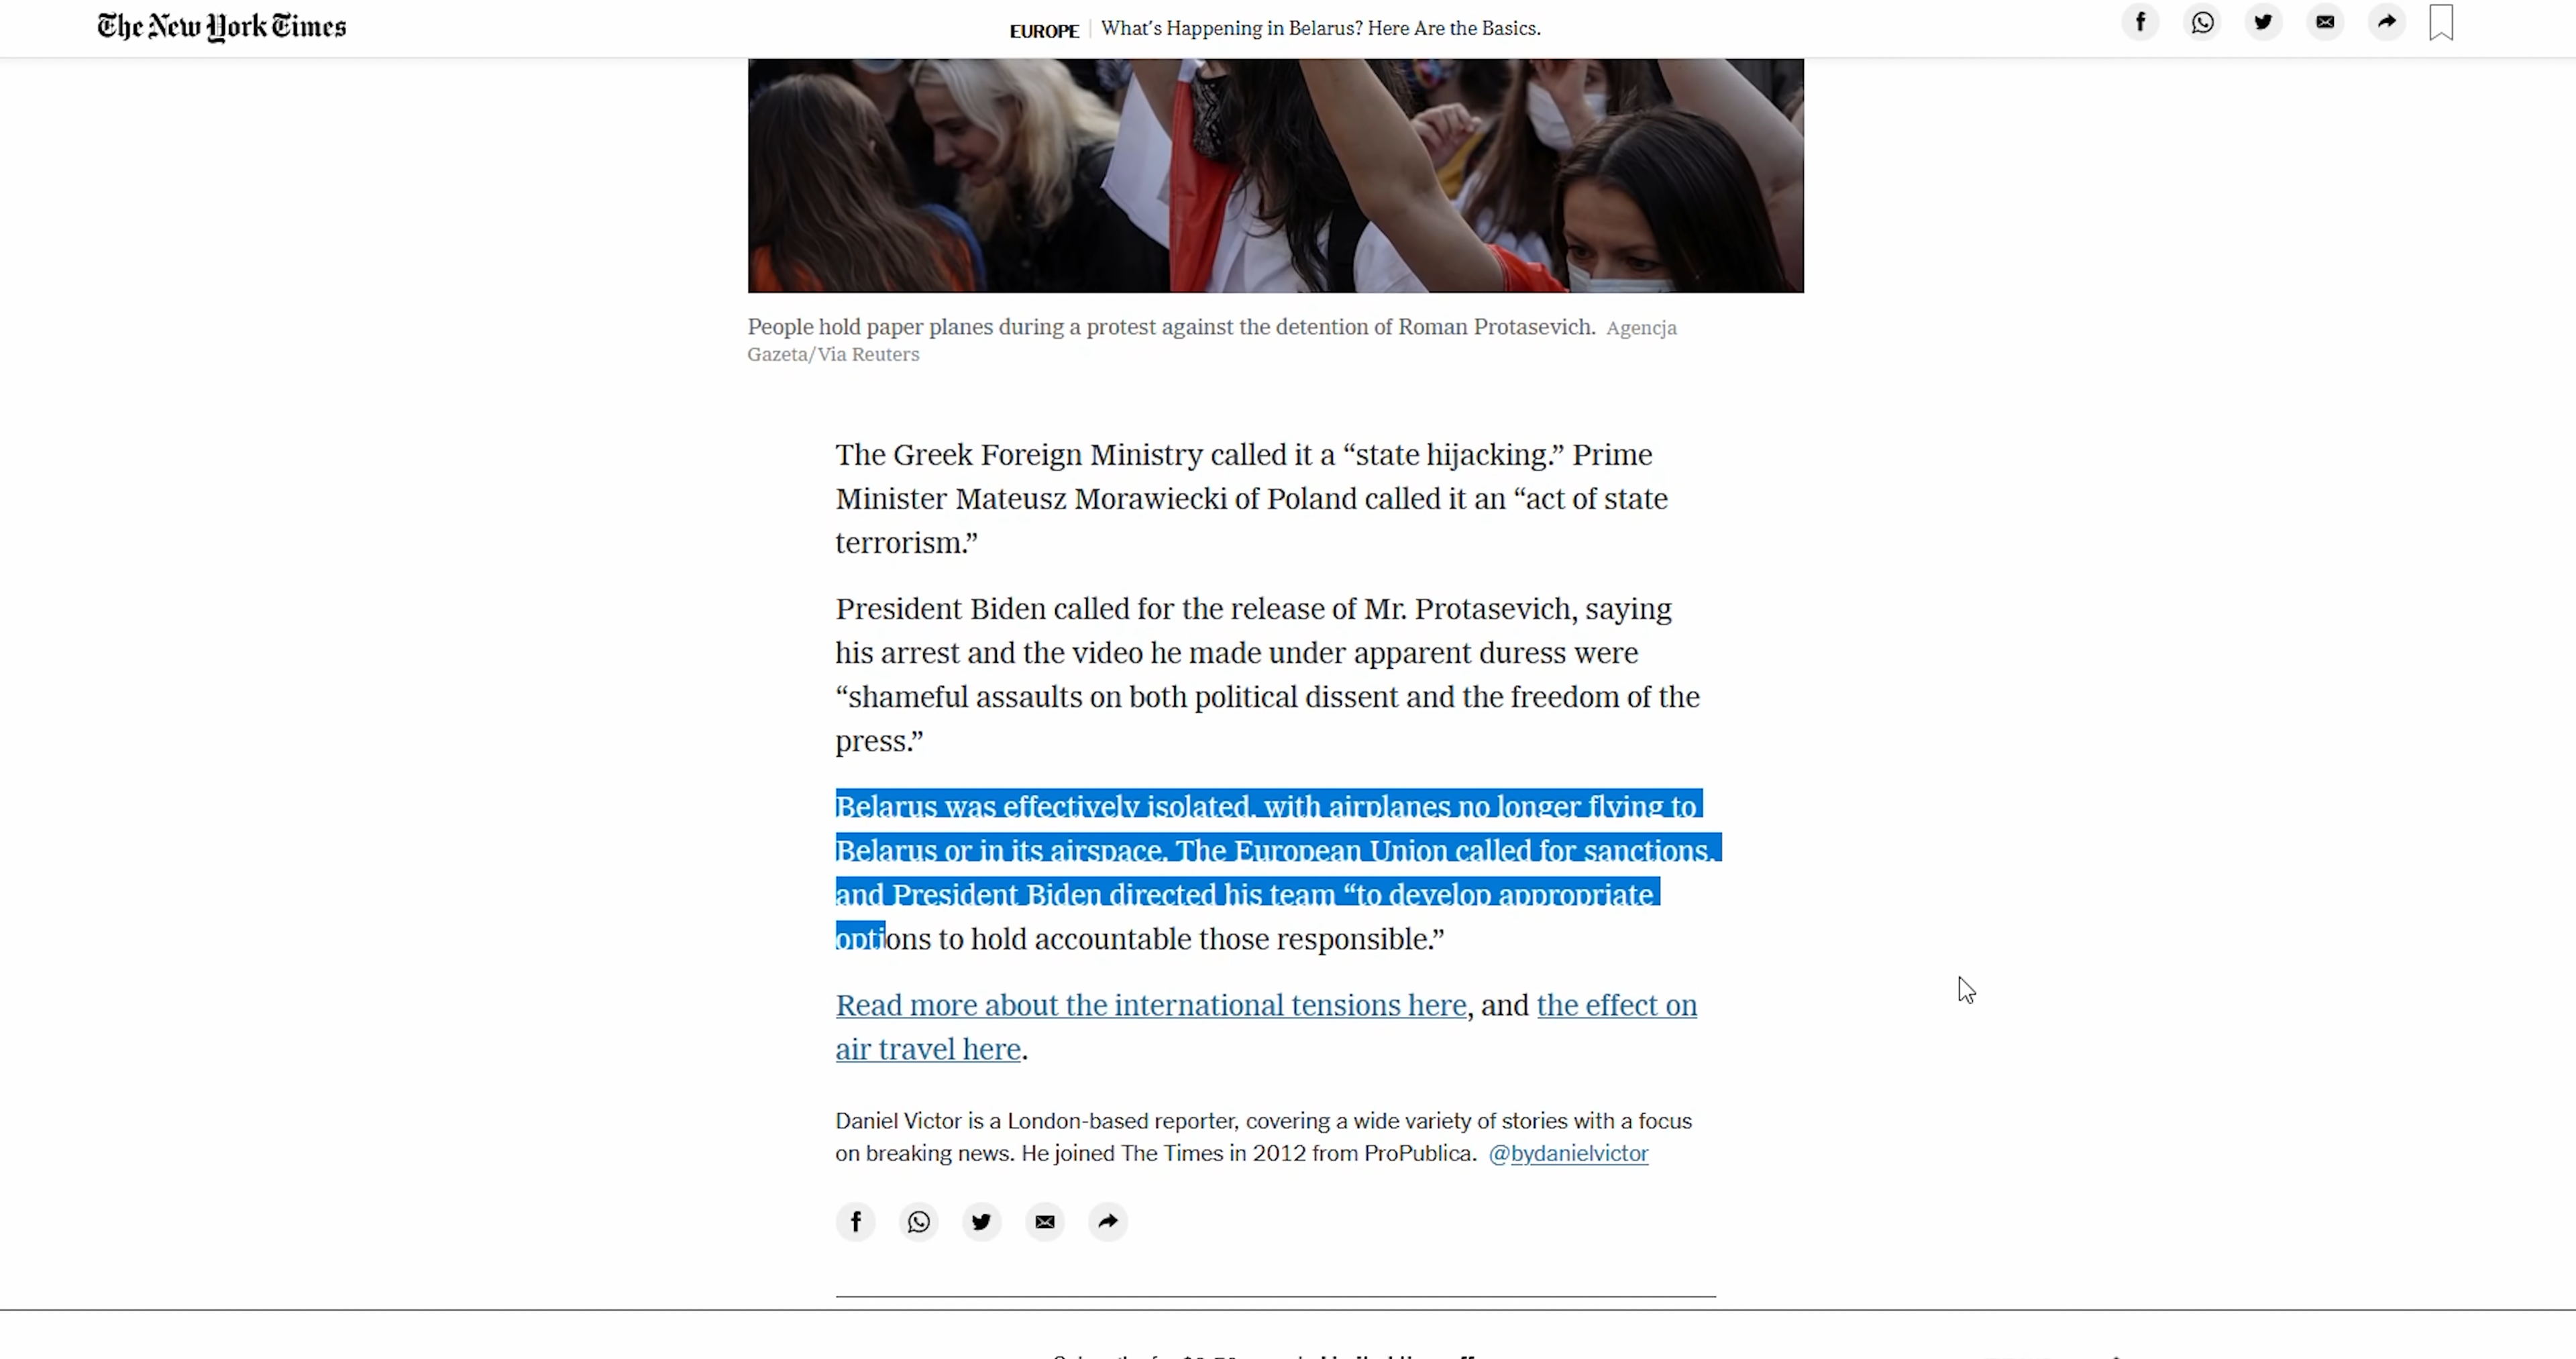 The New York Times
EUROPE | What's Happening in Belarus? Here Are the Basics.
People hold paper planes during a protest against the detention of Roman Protasevich. Agencja
Gazeta/Via Reuters
The Greek Foreign Ministry called it a “state hijacking.” Prime
Minister Mateusz Morawiecki of Poland called it an “act of state
terrorism.”
President Biden called for the release of Mr. Protasevich, saying
his arrest and the video he made under apparent duress were
“shameful assaults on both political dissent and the freedom of the
press.”
Belarus was effectively isolated, with airplanes no longer flying to
Belarus or in its airspace. The European Union called for sanctions,
and President Biden directed his team “to develop appropriate
options to hold accountable those responsible.”
Read more about the international tensions here, and the effect on
air travel here.
Daniel Victor is a London-based reporter, covering a wide variety of stories with a focus
on breaking news. He joined The Times in 2012 from ProPublica. @bydanielvictor